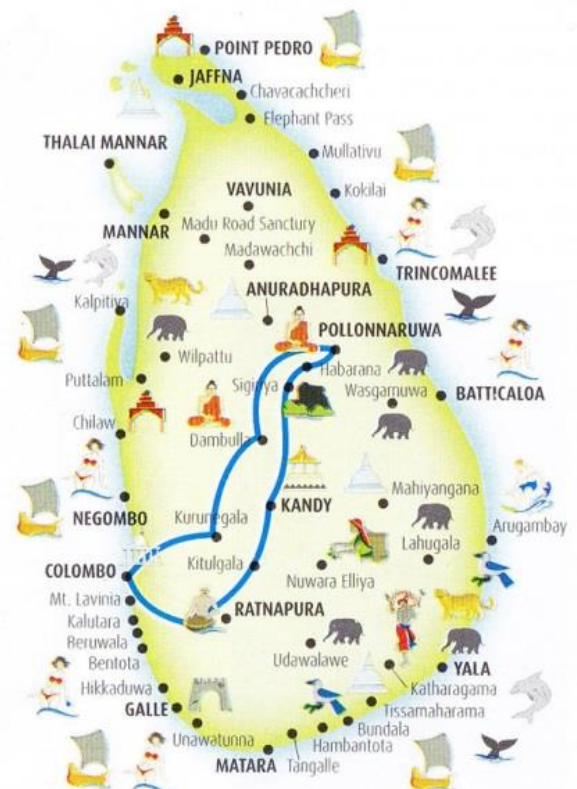 POINT PEDRO
JAFFNA
Chavacachcheri
Elephant Pass
THALAI MANNAR
Mullativu
VAVUNIA
Kokilai
MANNAR
Madu Road Sanctury
Madawachchi
TRINCOMALEE
ANURADHAPURA
Kalpitiya
POLLONNARUWA
Wilpattu
Habarana
Puttalam
Sigiriya
Wasgamuwa
BATTICALOA
Chilaw
Dambulla
Mahiyangana
NEGOMBO
KANDY
Kurunegala
Arugambay
Lahugala
COLOMBO
Kitulgala
Nuwara Elliya
Mt. Lavinia
RATNAPURA
Kalutara
Reruwala
Bentota
Udawalawe
YALA
Hikkaduwa
Katharagama
GALLE
Tissamaharama
Bundala
Unawatunna
Hambantota
MATARA
Tangalle